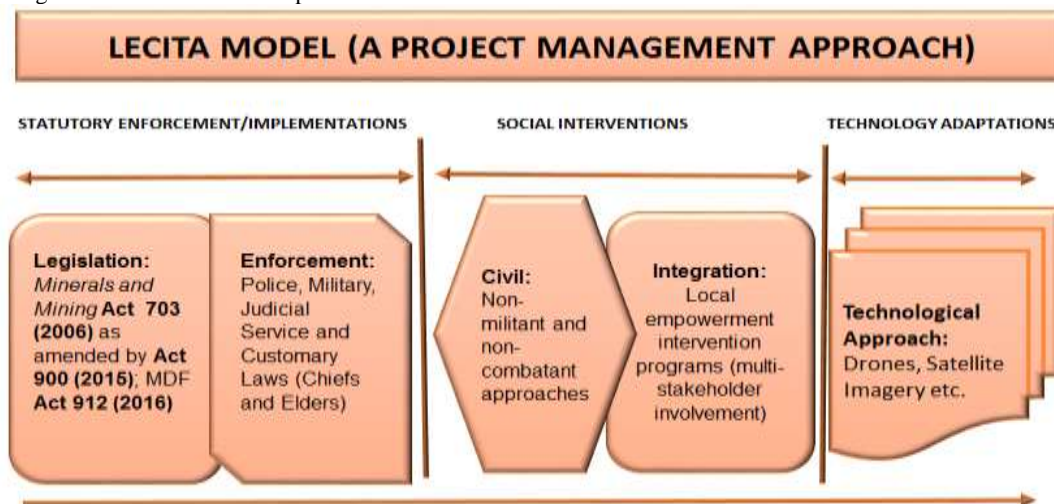 LECITA MODEL (A PROJECT MANAGEMENT APPROACH)
STATUTORY ENFORCEMENT/IMPLEMENTATIONS
SOCIAL INTERVENTIONS
TECHNOLOGY ADAPTATIONS
Legislation:
Minerals and
Mining Act 703
(2006) as
amended by Act
900 (2015); MDF
Act 912 (2016)
Enforcement:
Police, Military,
Judicial
Service and
Customary
Laws (Chiefs
and Elders)
Civil:
Non-
militant and
non-
combatant
approaches
Integration:
Local
empowerment
intervention
programs (multi-
stakeholder
involvement)
Technological
Approach:
Drones, Satellite
Imagery etc.